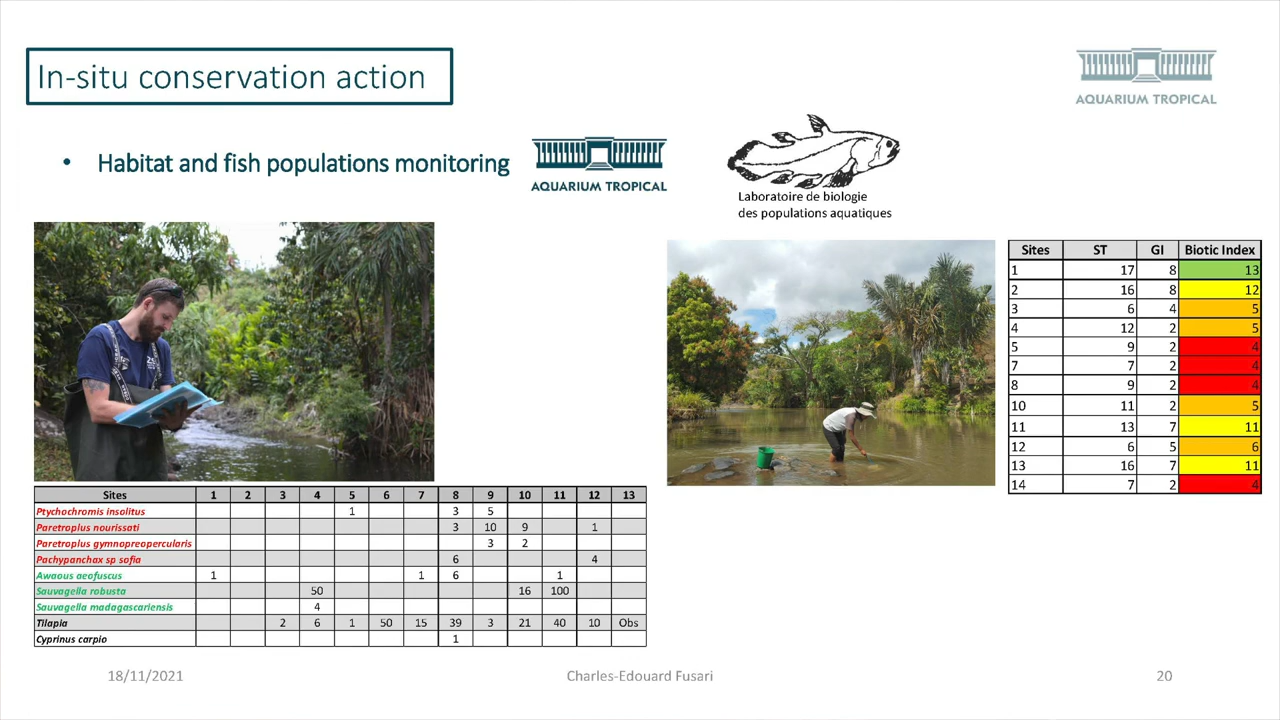 In-situ conservation action
AQUARIUM TROPICAL
• Habitat and fish populations monitoring
AQUARIUM TROPICAL
Laboratoire de biologie
des populations aquatiques
Sites ST GI Biotic Index
1 17 8 13
2 16 8 12
3 6 4 5
4 12 2 5
5 9 2 4
7 7 2 4
8 9 2 4
10 11 2 5
11 13 7 11
12 6 5 6
13 16 7 11
14 7 2 4
Sites 1 2 3 4 5 6 7 8 9 10 11 12 13
Ptychochromis insolitus 1 3 5
Paretroplus nourissati 3 10 9 1
Paretroplus gymnopreopercularis 3 2
Pachypanchax sp sofia 6 4
Awaous aeofuscus 1 1 6 1
Sauvagella robusta 50 16 100
Sauvagella madagascariensis 4
Tilapia 2 6 1 50 15 39 3 21 40 10 Obs
Cyprinus carpio 1
18/11/2021
Charles-Edouard Fusari
20